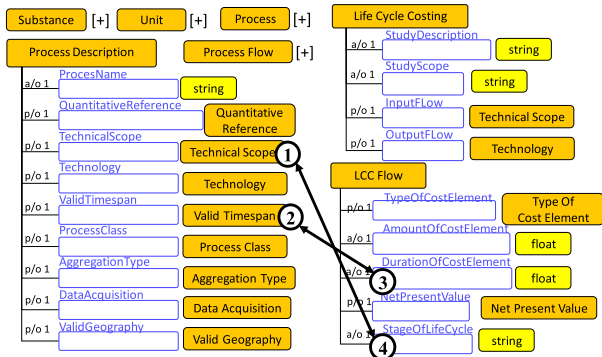 Substance [+] Unit [+] Process [+]
Process Description
Process Flow [+]
a/o 1 ProcesName string
p/o 1 QuantitativeReference Quantitative
Reference
p/o 1 TechnicalScope Technical Scope 1
p/o 1 Technology Technology
p/o 1 ValidTimespan Valid Timespan 2
p/o 1 ProcessClass Process Class
p/o 1 AggregationType Aggregation Type
p/o 1 DataAcquisition Data Acquisition
p/o 1 ValidGeography Valid Geography
Life Cycle Costing
a/o 1 StudyDescription string
a/o 1 StudyScope string
p/o 1 InputFLow Technical Scope
p/o 1 OutputFLow Technology
LCC Flow
p/o 1 TypeOfCostElement Type Of
Cost Element
a/o 1 AmountOfCostElement float
a/o 1 DurationOfCostElement 3 float
p/o 1 NetPresentValue Net Present Value
a/o 1 StageOfLifeCycle 4 string